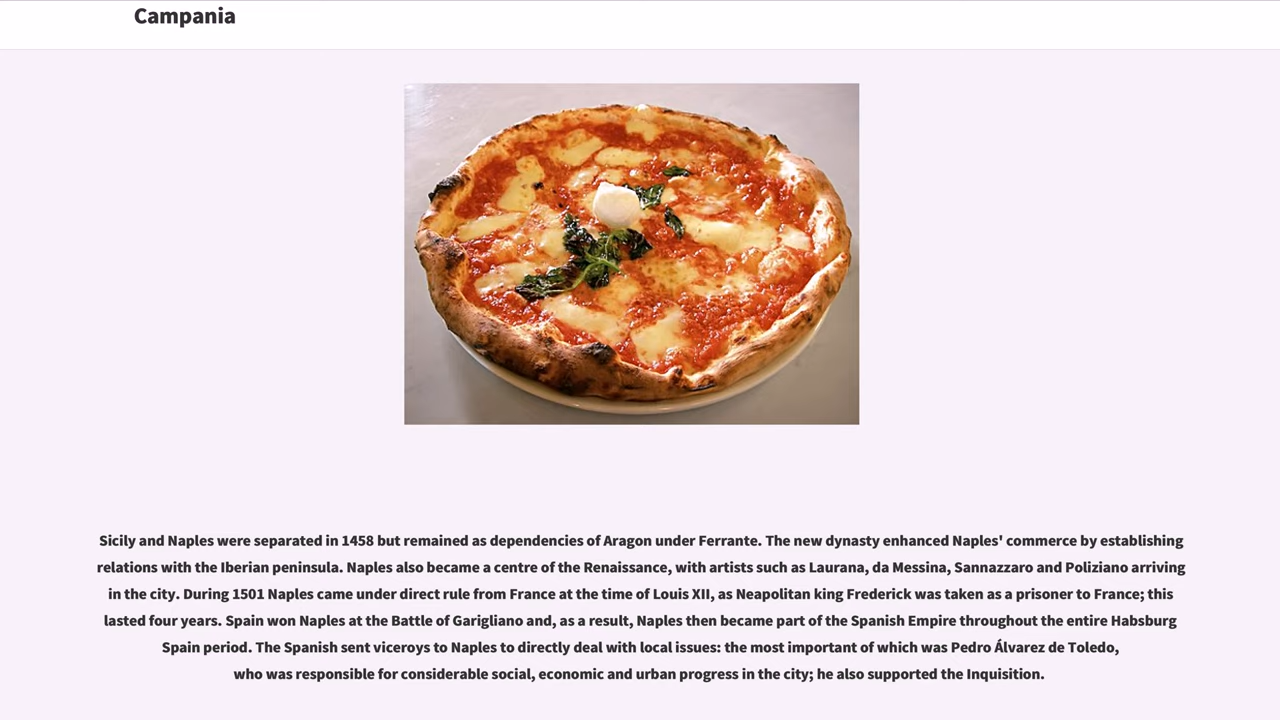 Campania
Sicily and Naples were separated in 1458 but remained as dependencies of Aragon under Ferrante. The new dynasty enhanced Naples' commerce by establishing
relations with the Iberian peninsula. Naples also became a centre of the Renaissance, with artists such as Laurana, da Messina, Sannazzaro and Poliziano arriving
in the city. During 1501 Naples came under direct rule from France at the time of Louis XII, as Neapolitan king Frederick was taken as a prisoner to France; this
lasted four years. Spain won Naples at the Battle of Garigliano and, as a result, Naples then became part of the Spanish Empire throughout the entire Habsburg
Spain period. The Spanish sent viceroys to Naples to directly deal with local issues: the most important of which was Pedro Álvarez de Toledo,
who was responsible for considerable social, economic and urban progress in the city; he also supported the Inquisition.